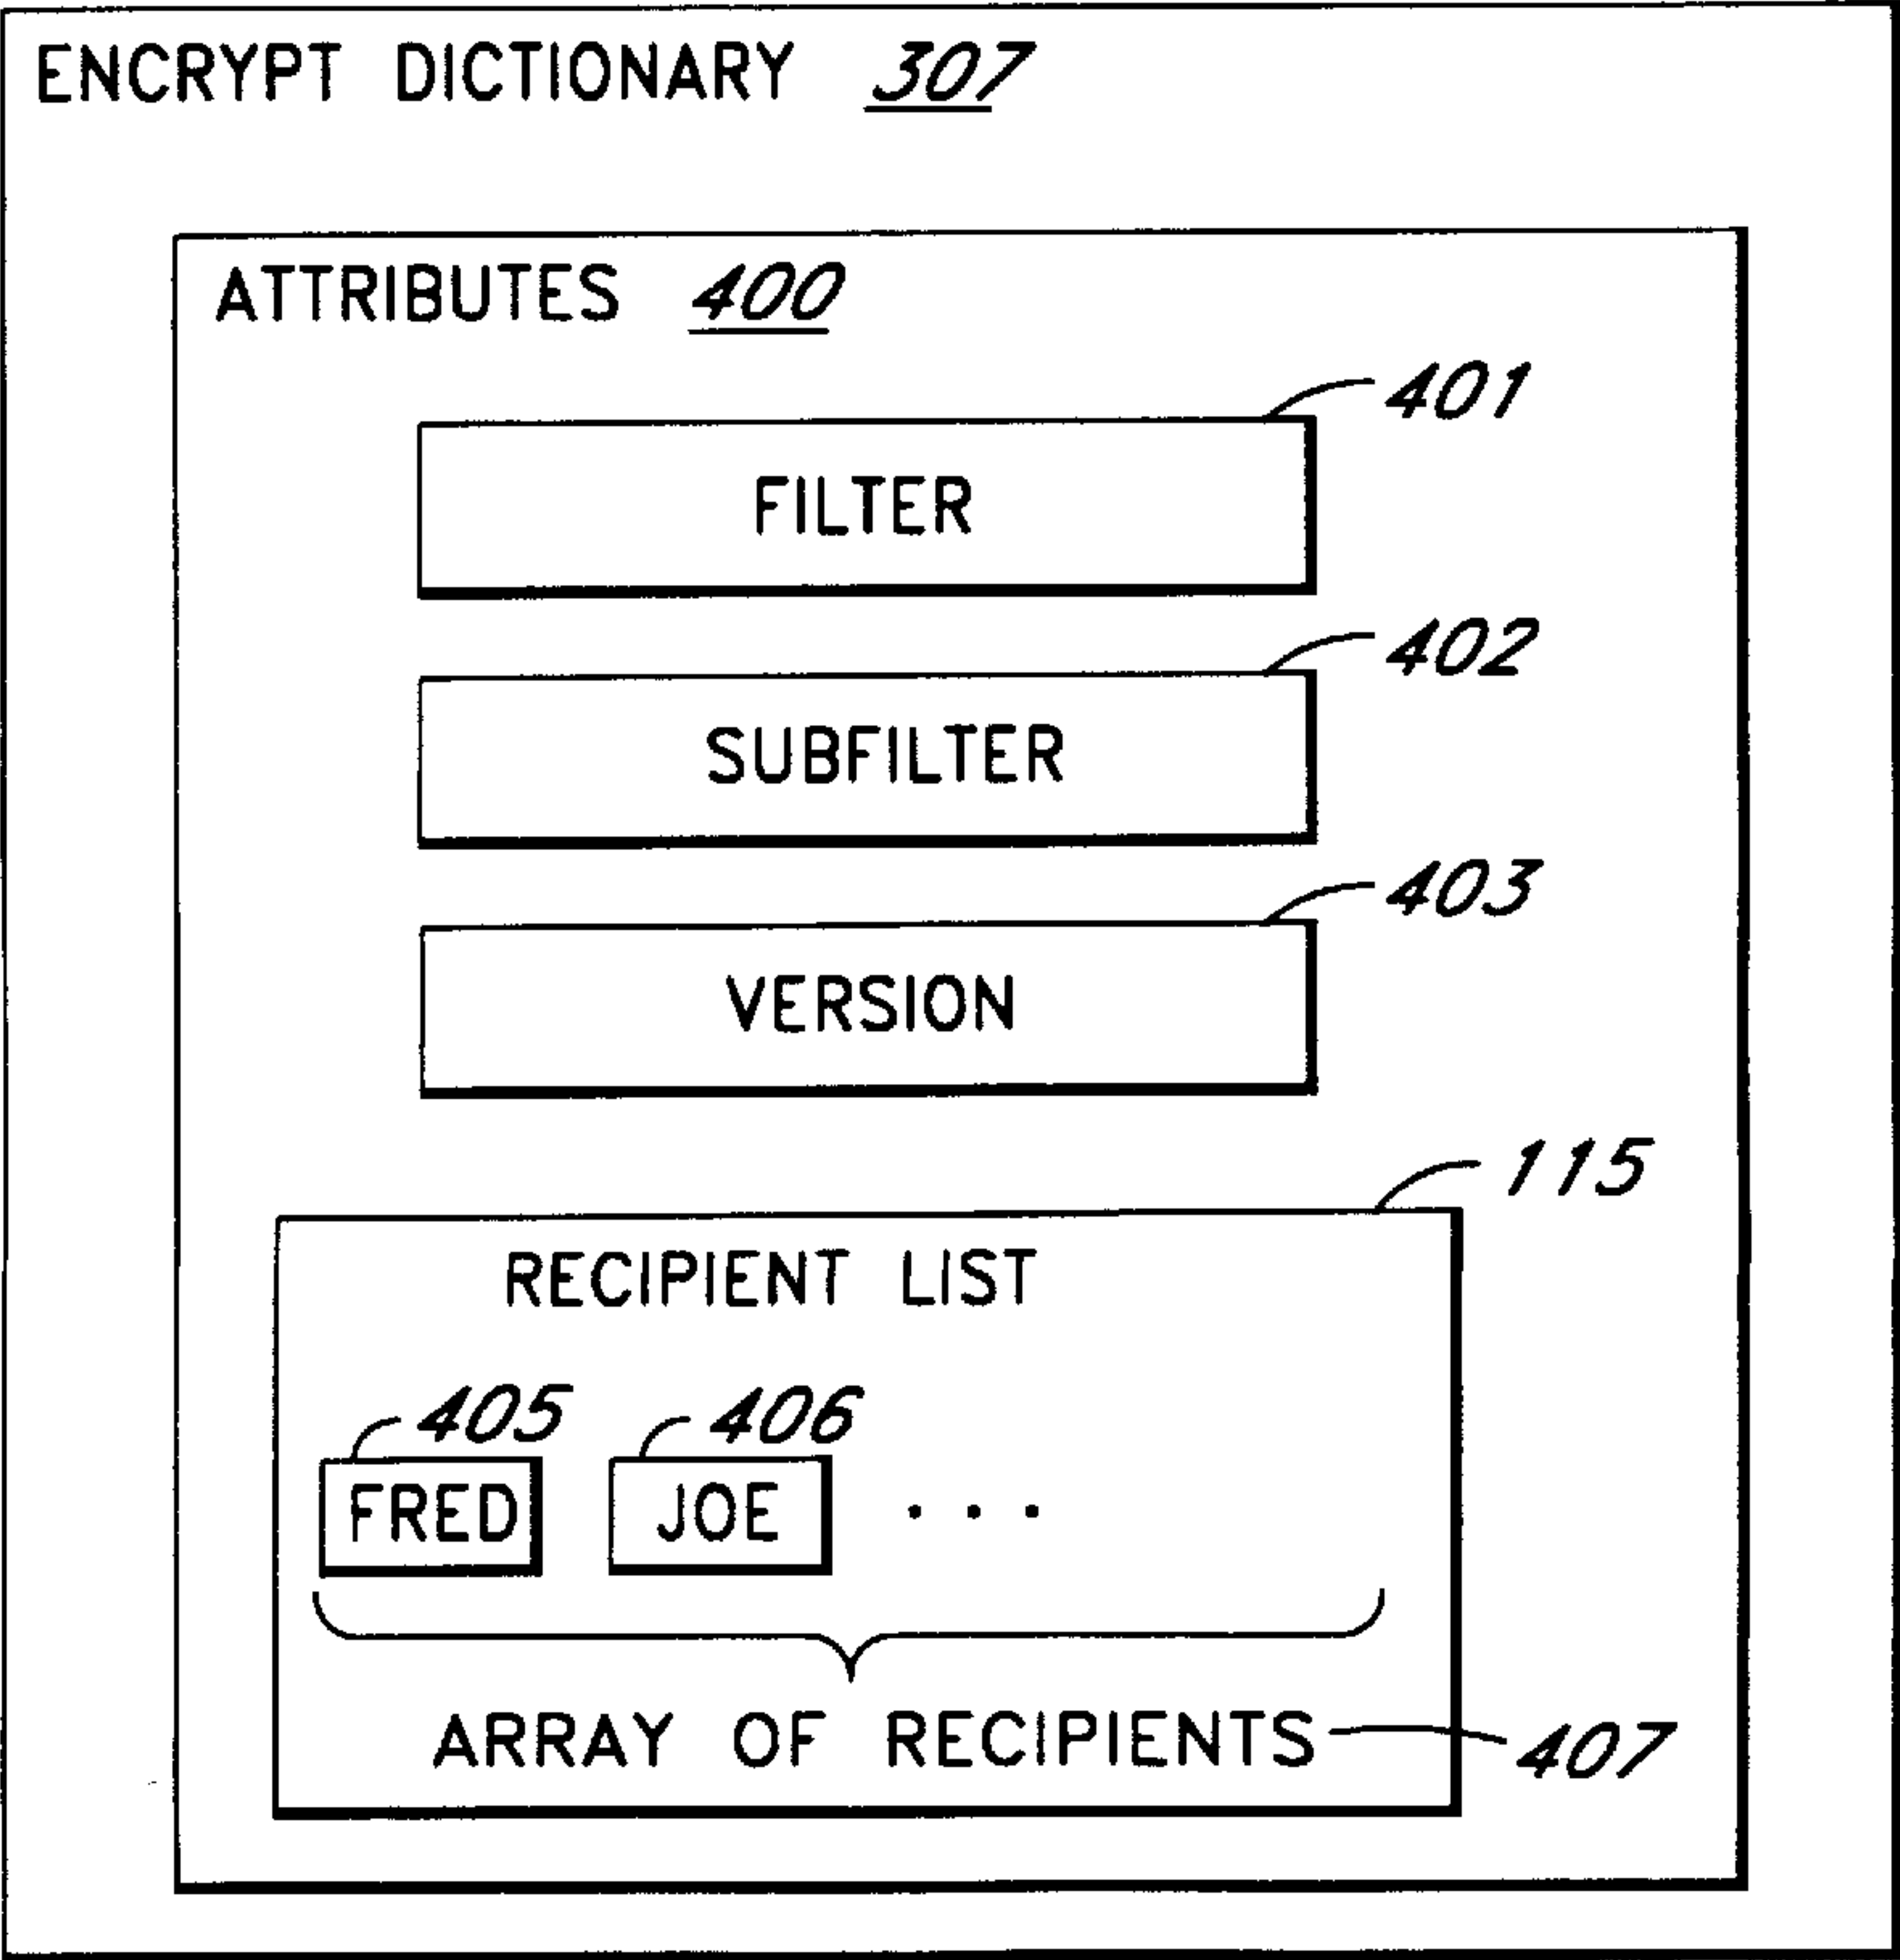 ENCRYPT DICTIONARY 307
ATTRIBUTES 400
401
FILTER
402
SUBFILTER
403
VERSION
115
RECIPIENT LIST
405 406
FRED JOE . . .
ARRAY OF RECIPIENTS 407